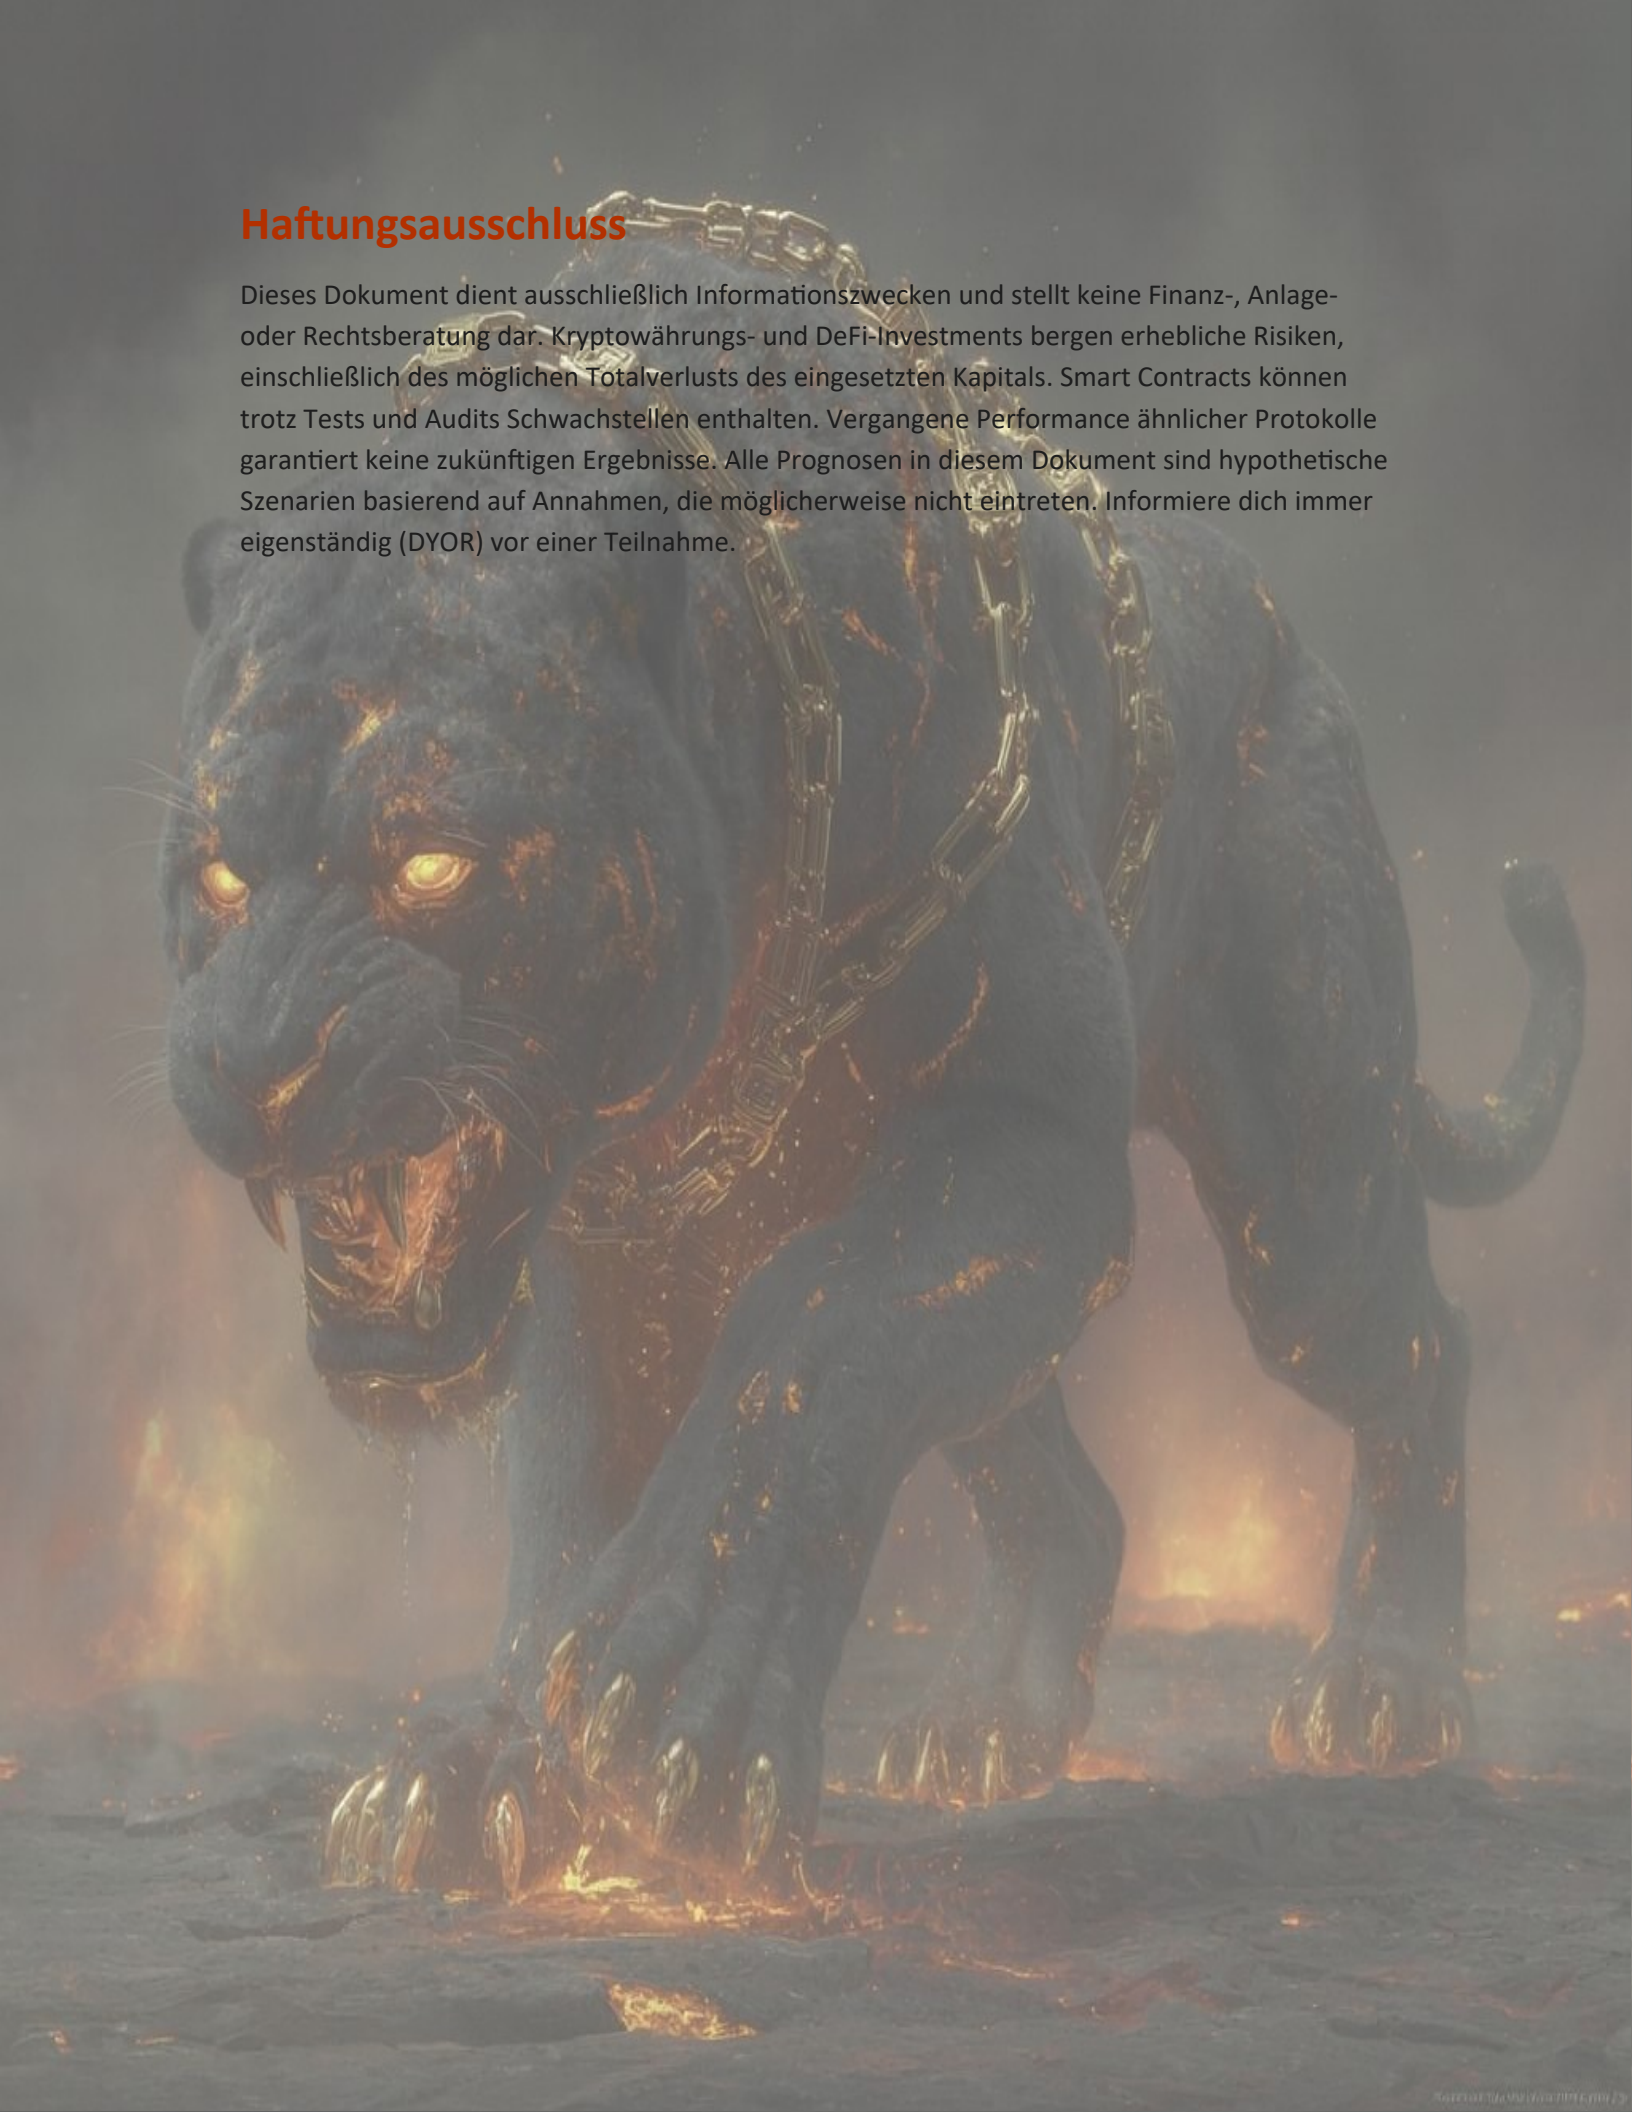 Haftungsausschluss
Dieses Dokument dient ausschließlich Informationszwecken und stellt keine Finanz-, Anlage-
oder Rechtsberatung dar. Kryptowährungs- und DeFi-Investments bergen erhebliche Risiken,
einschließlich des möglichen Totalverlusts des eingesetzten Kapitals. Smart Contracts können
trotz Tests und Audits Schwachstellen enthalten. Vergangene Performance ähnlicher Protokolle
garantiert keine zukünftigen Ergebnisse. Alle Prognosen in diesem Dokument sind hypothetische
Szenarien basierend auf Annahmen, die möglicherweise nicht eintreten. Informiere dich immer
eigenständig (DYOR) vor einer Teilnahme.